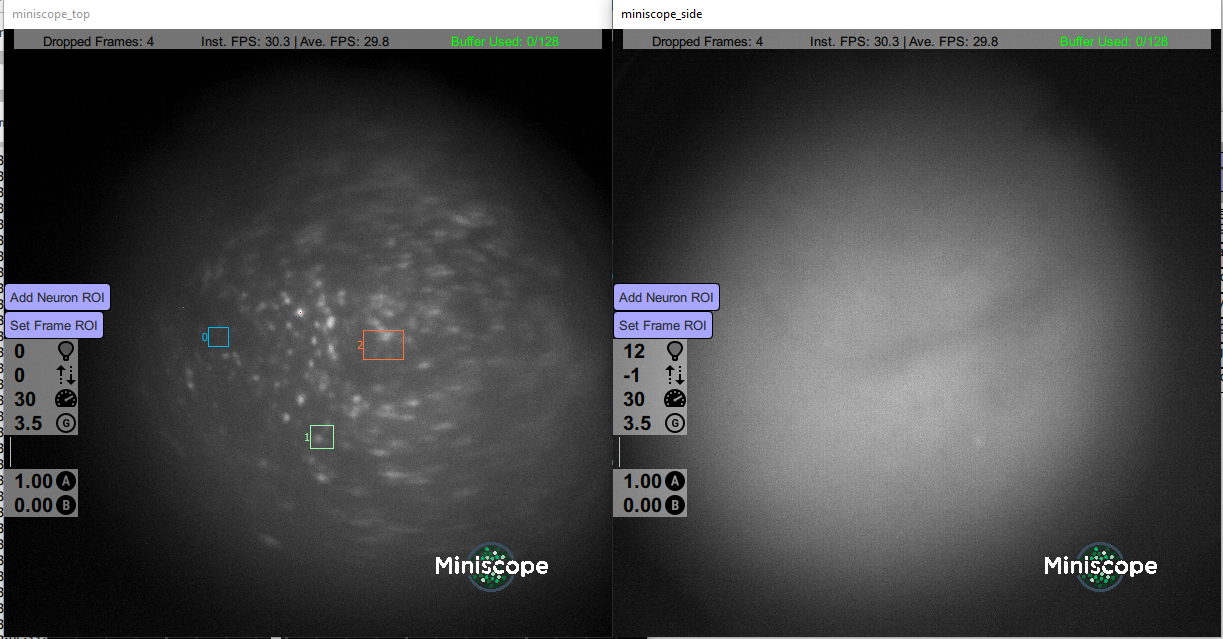 miniscope_top
Dropped Frames: 4 Inst. FPS: 30.3 | Ave. FPS: 29.8 Buffer Used: 0/128
Add Neuron ROI
Set Frame ROI
0
0
30
3.5 G
1.00 A
0.00 B
0
1
2
Miniscope
miniscope_side
Dropped Frames: 4 Inst. FPS: 30.3 | Ave. FPS: 29.8 Buffer Used: 0/128
Add Neuron ROI
Set Frame ROI
12
-1
30
3.5 G
1.00 A
0.00 B
Miniscope